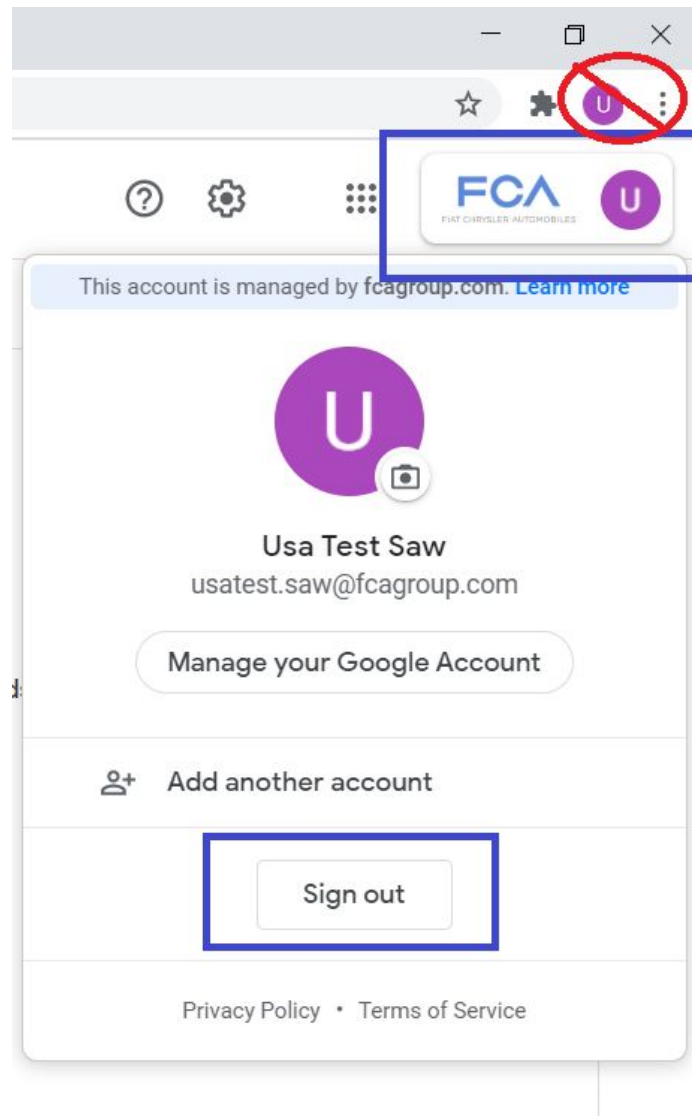 U
FCA U
FIAT CHRYSLER AUTOMOBILES
This account is managed by fcagroup.com. Learn more
U
Usa Test Saw
usatest.saw@fcagroup.com
Manage your Google Account
Add another account
Sign out
Privacy Policy • Terms of Service